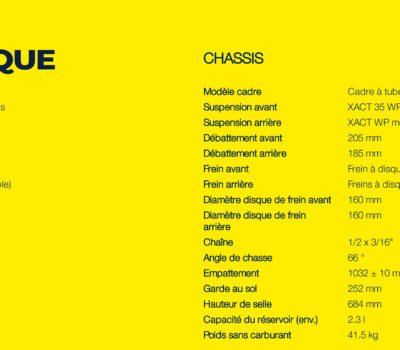 QUE
s
le)
CHASSIS
Modèle cadre Cadre à tube
Suspension avant XACT 35 WP
Suspension arrière XACT WP m
Débattement avant 205 mm
Débattement arrière 185 mm
Frein avant Frein à disqu
Frein arrière Freins à disq
Diamètre disque de frein avant 160 mm
Diamètre disque de frein 160 mm
arrière
Chaîne 1/2 x 3/16"
Angle de chasse 66 °
Empattement 1032 ± 10 m
Garde au sol 252 mm
Hauteur de selle 684 mm
Capacité du réservoir (env.) 2.3 l
Poids sans carburant 41.5 kg